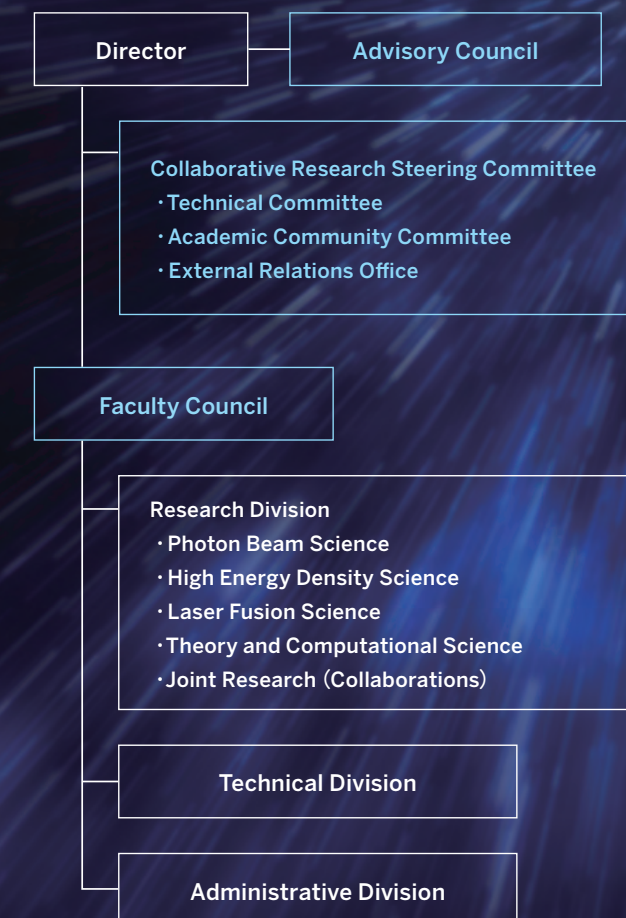 Director
Advisory Council
Collaborative Research Steering Committee
・Technical Committee
・Academic Community Committee
・External Relations Office
Faculty Council
Research Division
・Photon Beam Science
・High Energy Density Science
・Laser Fusion Science
・Theory and Computational Science
・Joint Research（Collaborations）
Technical Division
Administrative Division